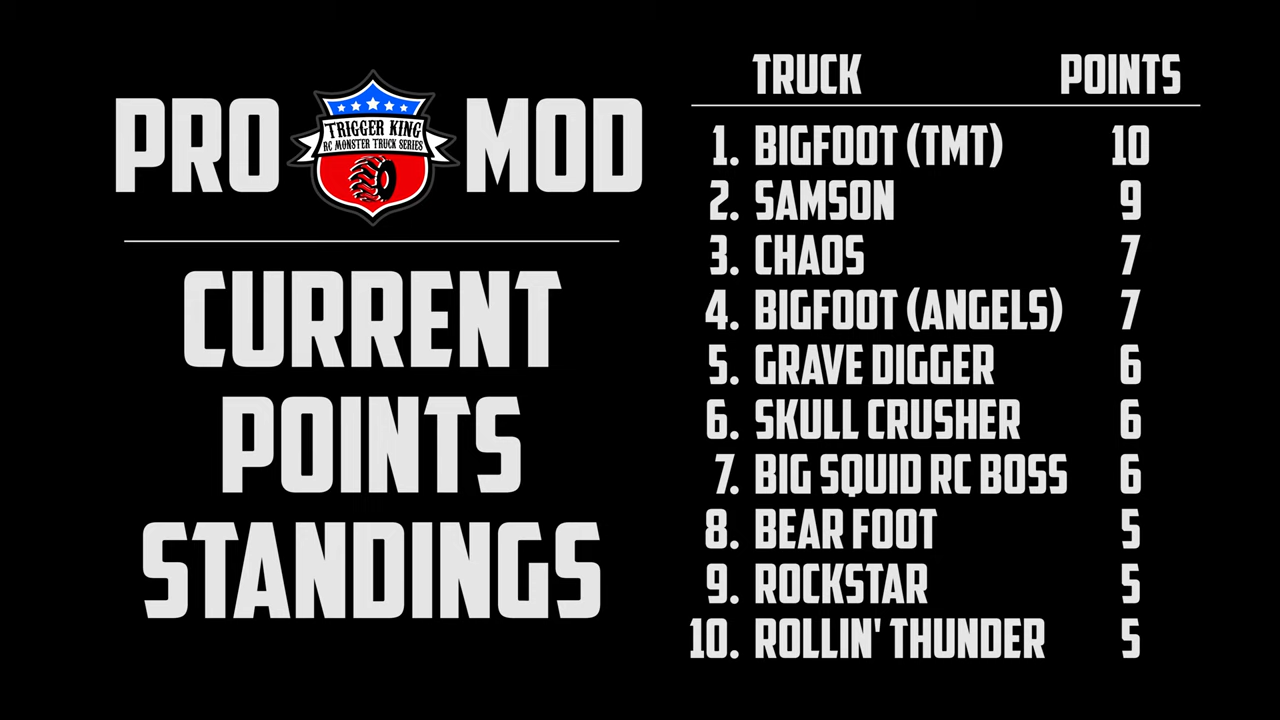 PRO MOD
TRIGGER KING
RC MONSTER TRUCK SERIES
CURRENT
POINTS
STANDINGS
TRUCK POINTS
1. BIGFOOT (TMT) 10
2. SAMSON 9
3. CHAOS 7
4. BIGFOOT (ANGELS) 7
5. GRAVE DIGGER 6
6. SKULL CRUSHER 6
7. BIG SQUID RC BOSS 6
8. BEAR FOOT 5
9. ROCKSTAR 5
10. ROLLIN' THUNDER 5